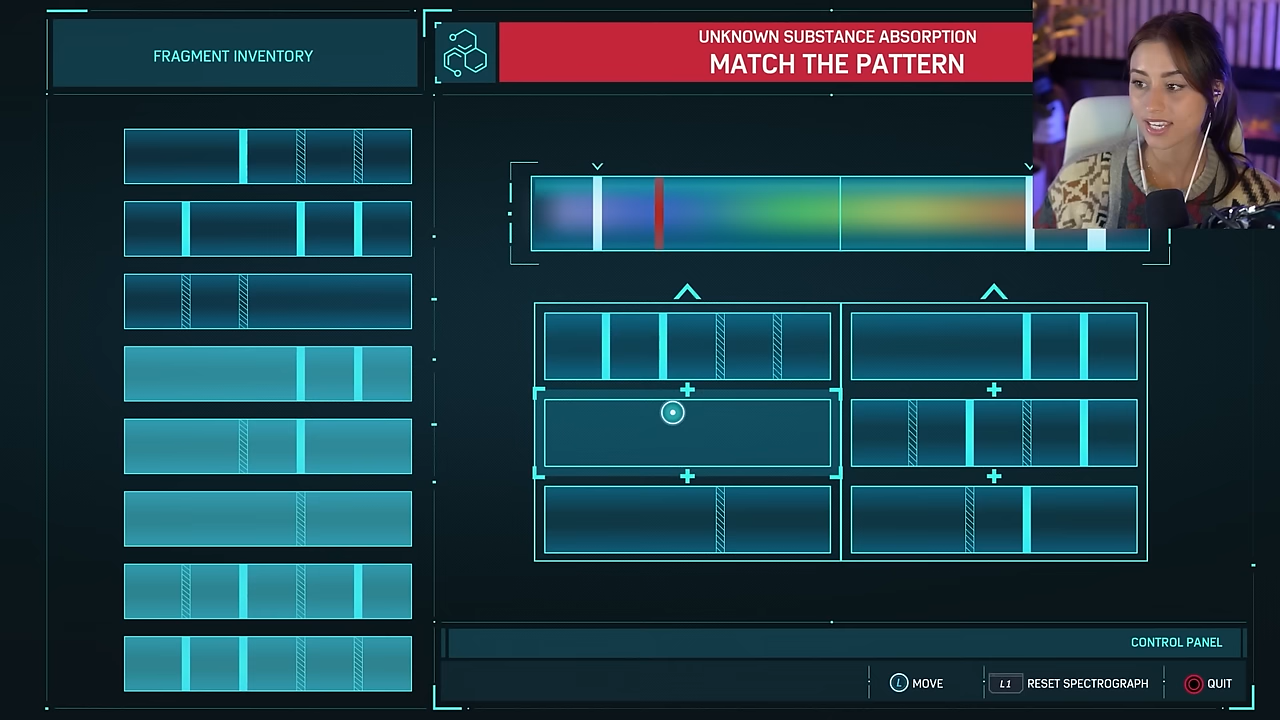 FRAGMENT INVENTORY
UNKNOWN SUBSTANCE ABSORPTION
MATCH THE PATTERN
CONTROL PANEL
L MOVE
L1 RESET SPECTROGRAPH
QUIT